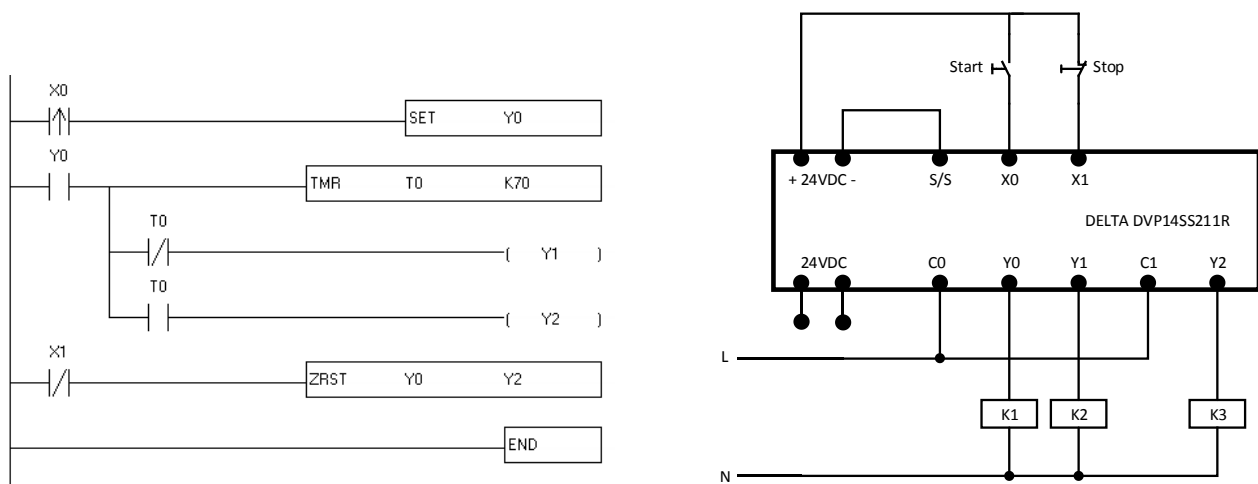 X0
SET Y0
Y0
TMR T0 K70
T0
Y1
T0
Y2
X1
ZRST Y0 Y2
END
Start
Stop
+ 24VDC - S/S X0 X1
DELTA DVP14SS211R
24VDC C0 Y0 Y1 C1 Y2
L
K1 K2 K3
N